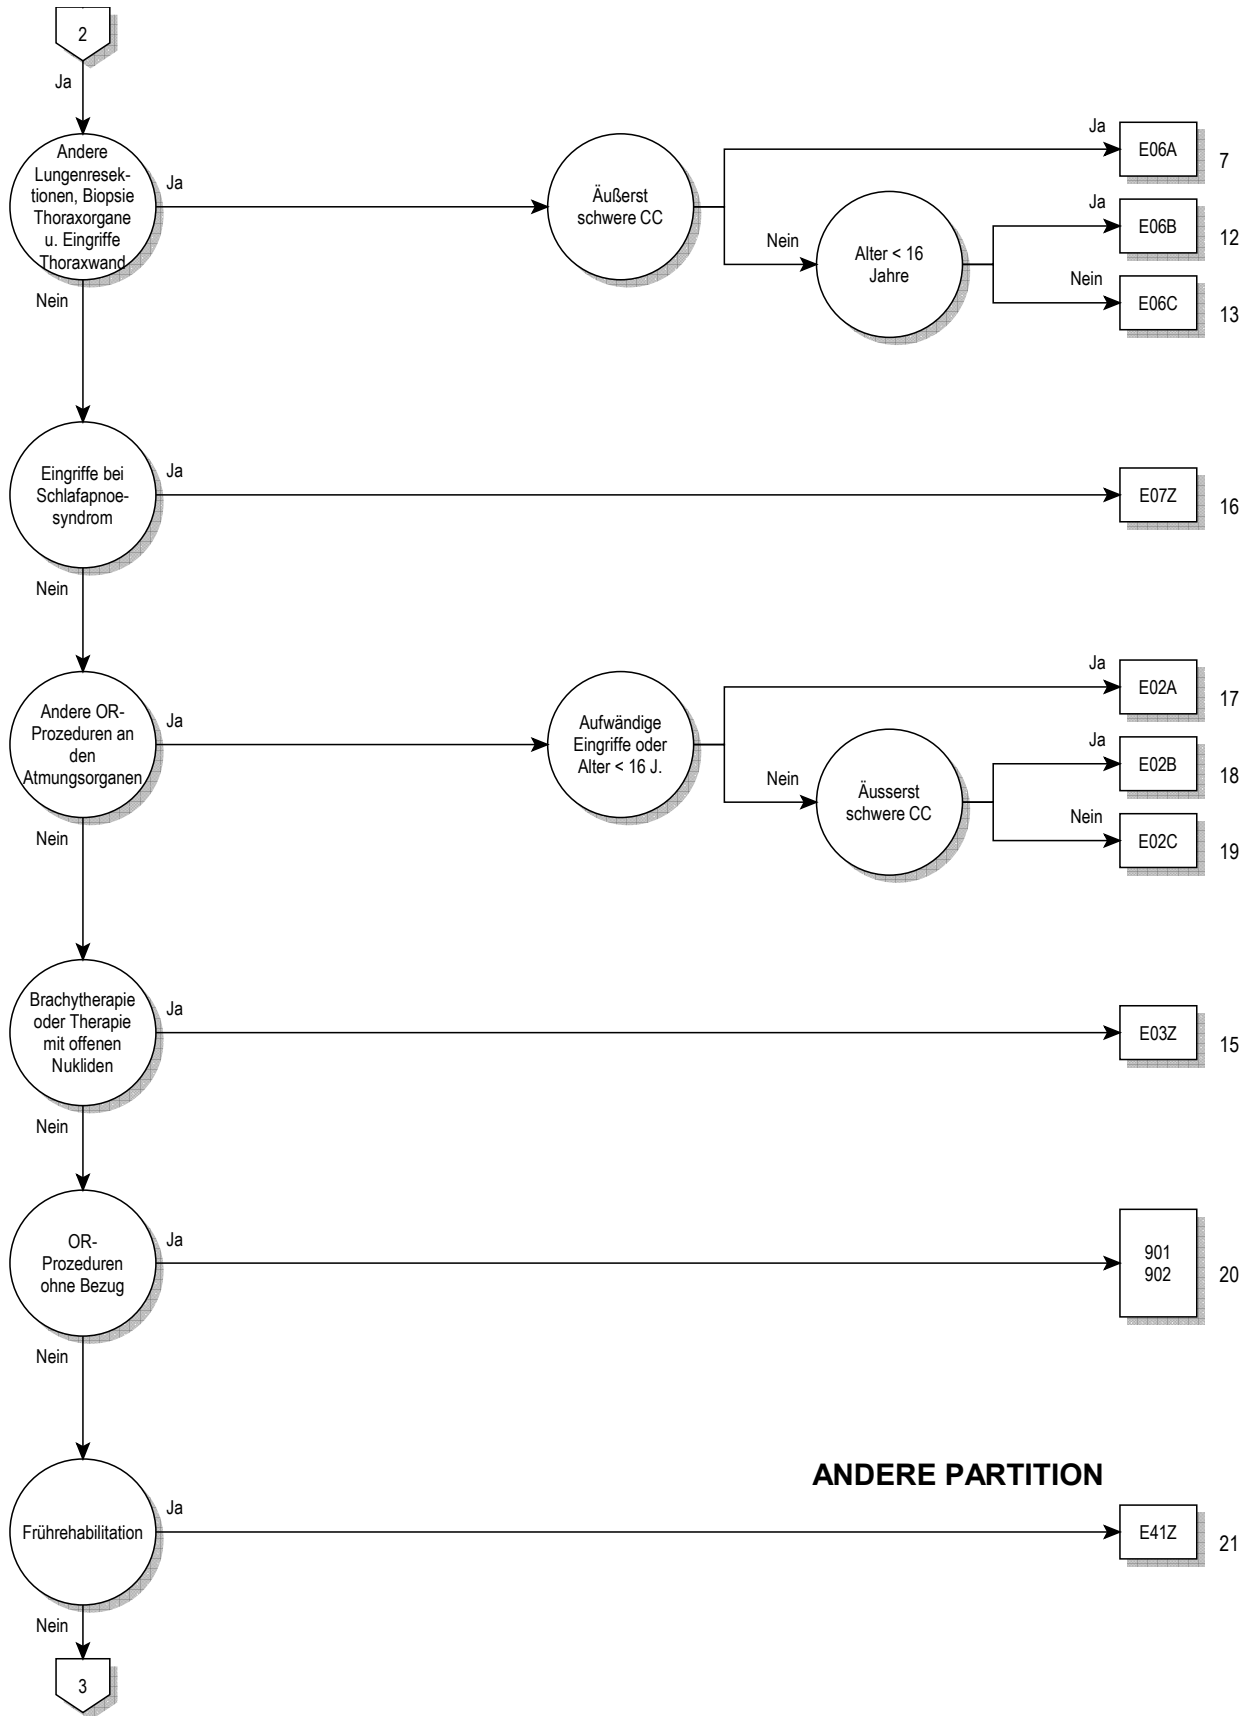 2
Ja
Andere
Lungenresek-
tionen, Biopsie
Thoraxorgane
u. Eingriffe
Thoraxwand
Ja
Äußerst
schwere CC
Ja
E06A
7
Nein
Alter < 16
Jahre
Ja
E06B
12
Nein
E06C
13
Nein
Eingriffe bei
Schlafapnoe-
syndrom
Ja
E07Z
16
Nein
Andere OR-
Prozeduren an
den
Atmungsorganen
Ja
Aufwändige
Eingriffe oder
Alter < 16 J.
Ja
E02A
17
Nein
Äusserst
schwere CC
Ja
E02B
18
Nein
E02C
19
Nein
Brachytherapie
oder Therapie
mit offenen
Nukliden
Ja
E03Z
15
Nein
OR-
Prozeduren
ohne Bezug
Ja
901
902
20
Nein
ANDERE PARTITION
Frührehabilitation
Ja
E41Z
21
Nein
3